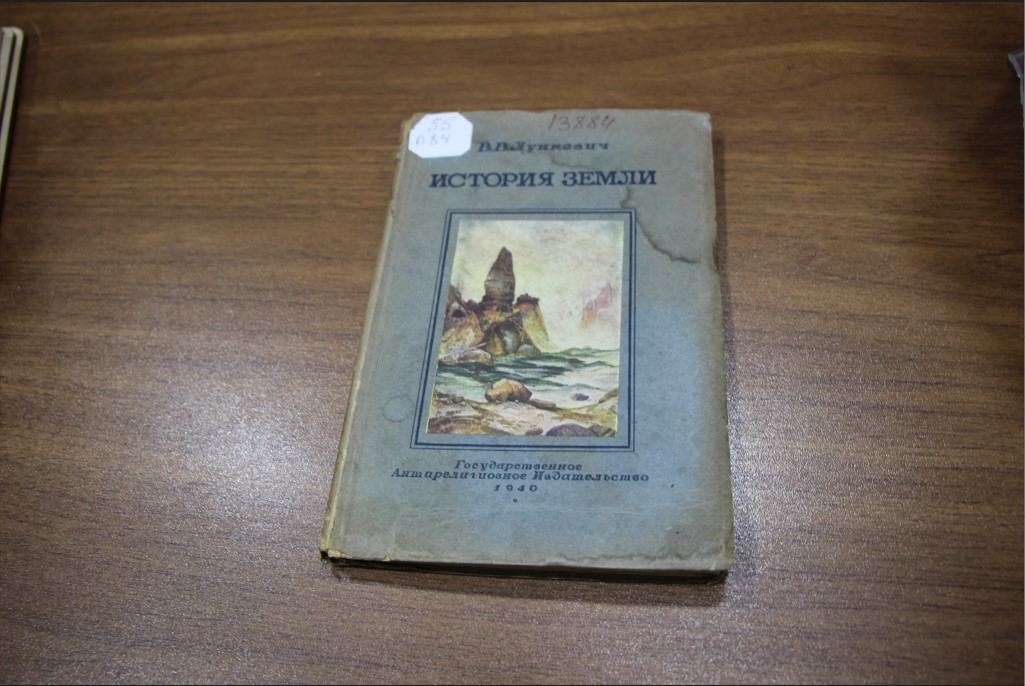 55
13884
В.В.Лункевич
ИСТОРИЯ ЗЕМЛИ
Государственное
Антирелигиозное Издательство
1940